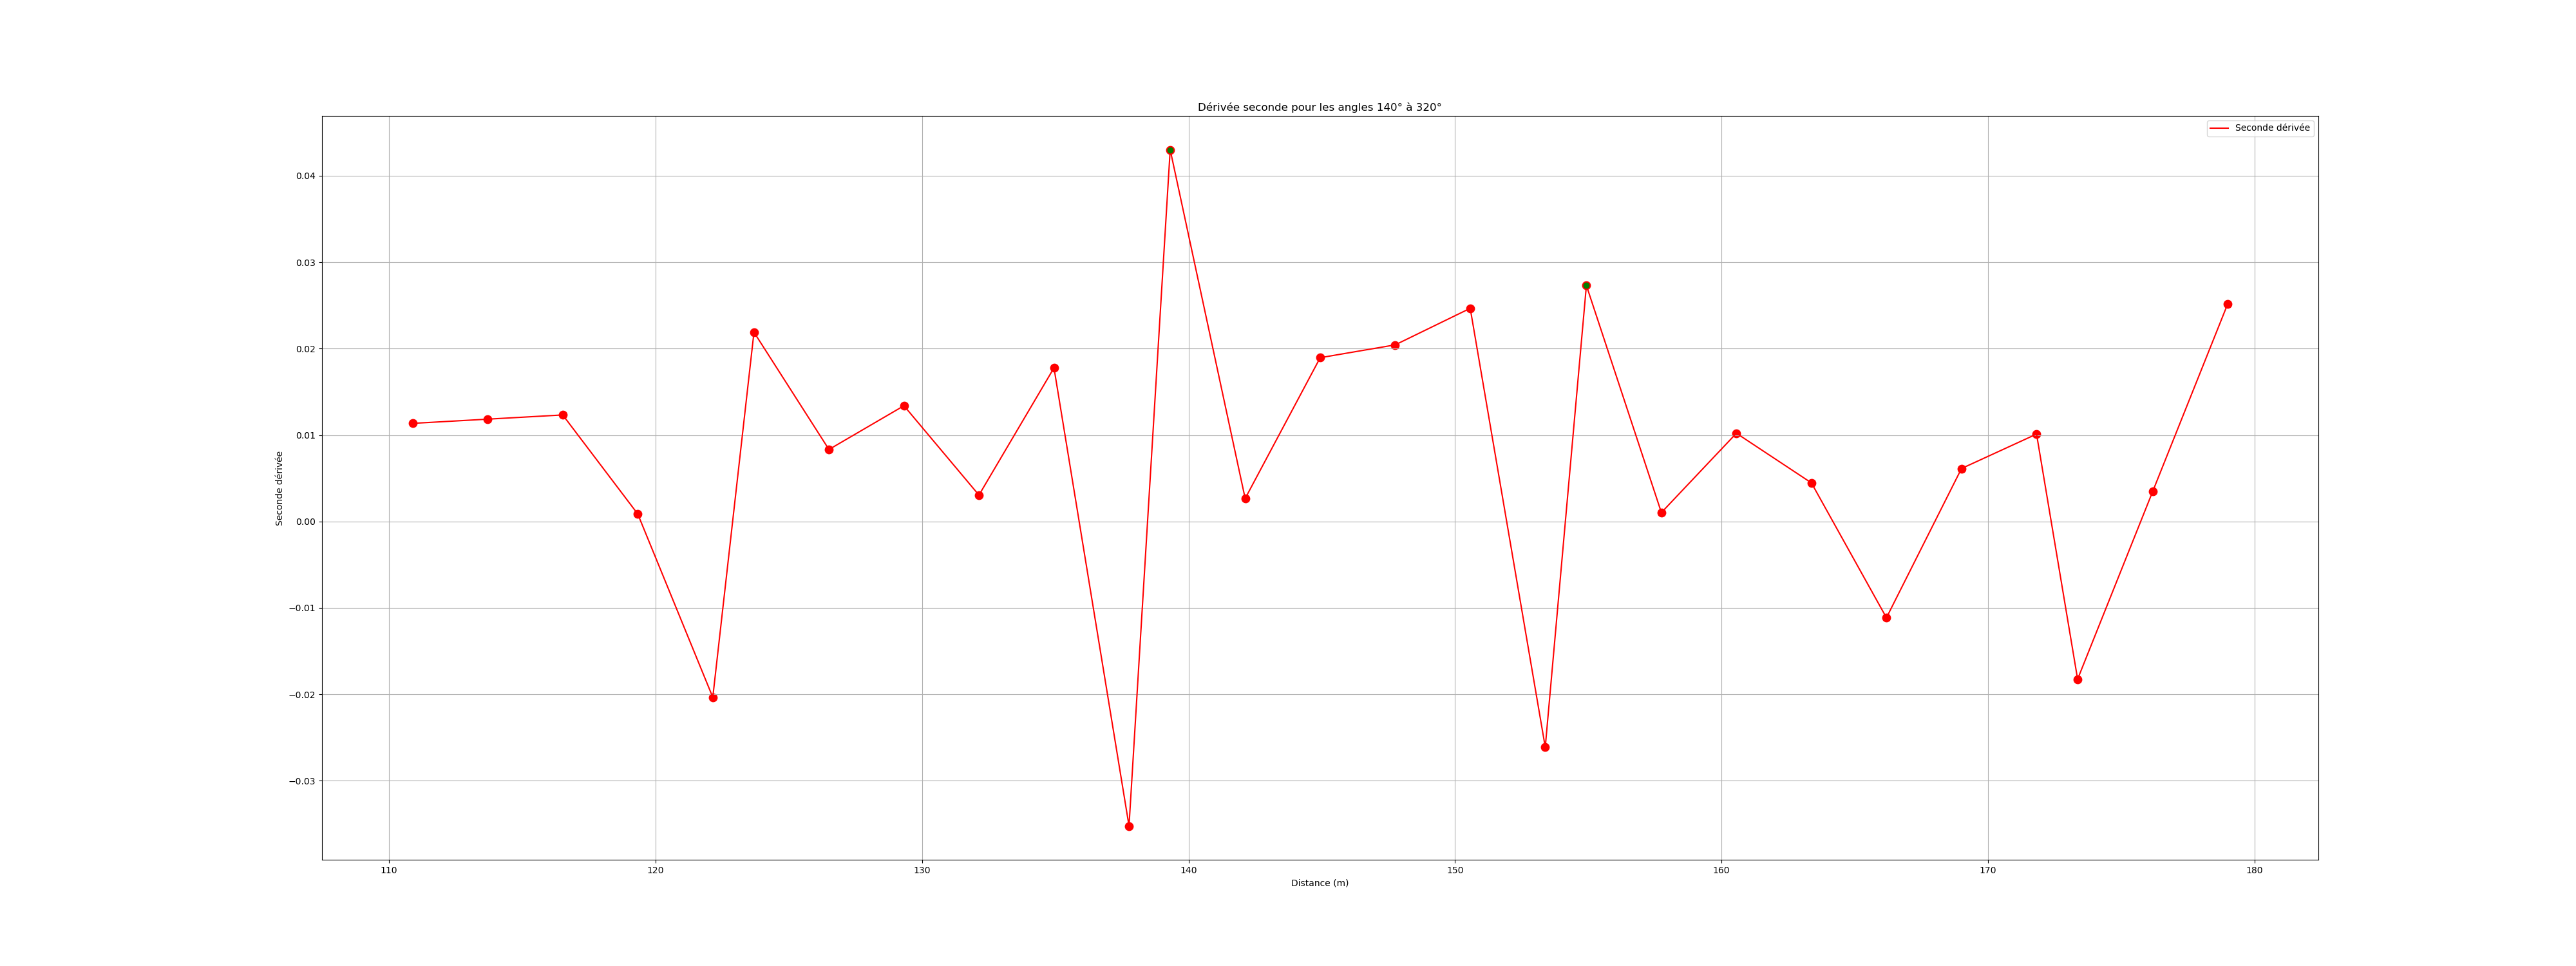 Dérivée seconde pour les angles 140° à 320°
Seconde dérivée
0.04
0.03
0.02
0.01
0.00
−0.01
−0.02
−0.03
Seconde dérivée
110 120 130 140 150 160 170 180
Distance (m)